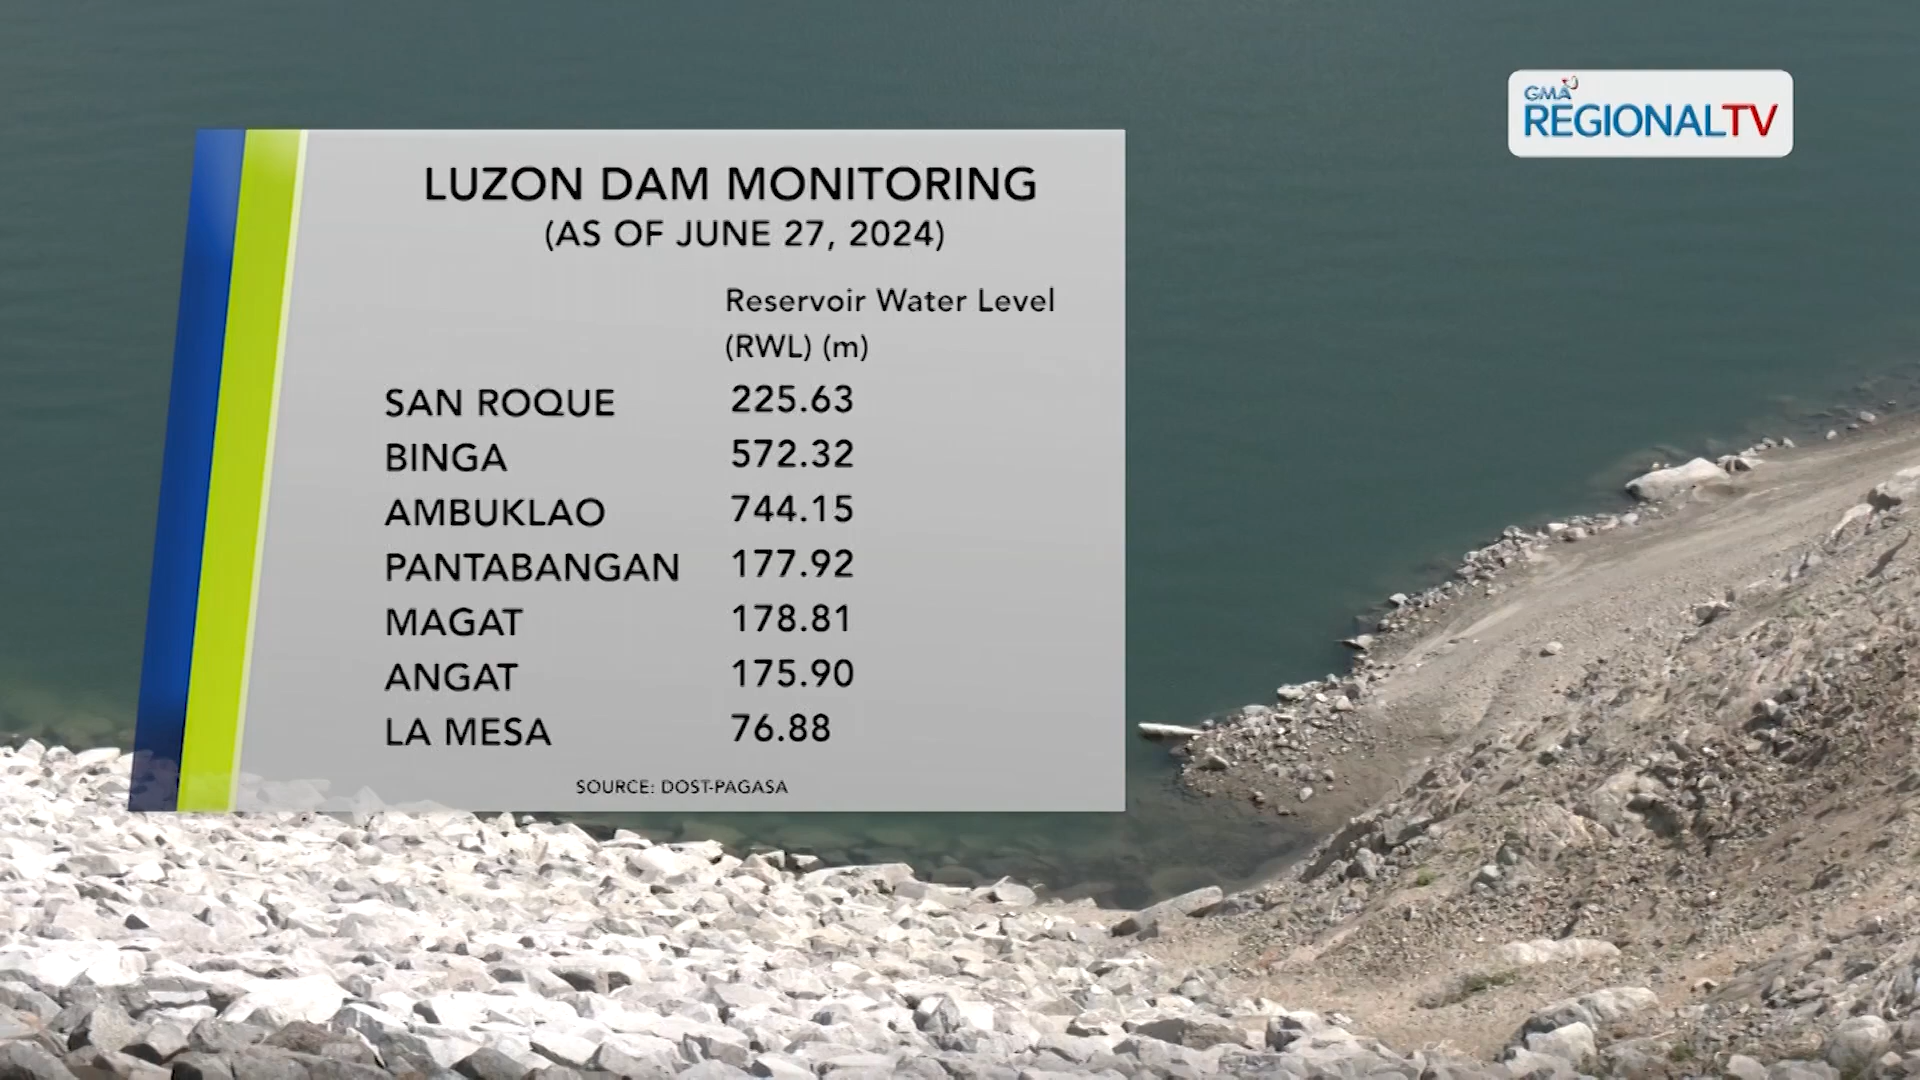 GMA
REGIONALTV
LUZON DAM MONITORING
(AS OF JUNE 27, 2024)
Reservoir Water Level
(RWL) (m)
SAN ROQUE 225.63
BINGA 572.32
AMBUKLAO 744.15
PANTABANGAN 177.92
MAGAT 178.81
ANGAT 175.90
LA MESA 76.88
SOURCE: DOST-PAGASA